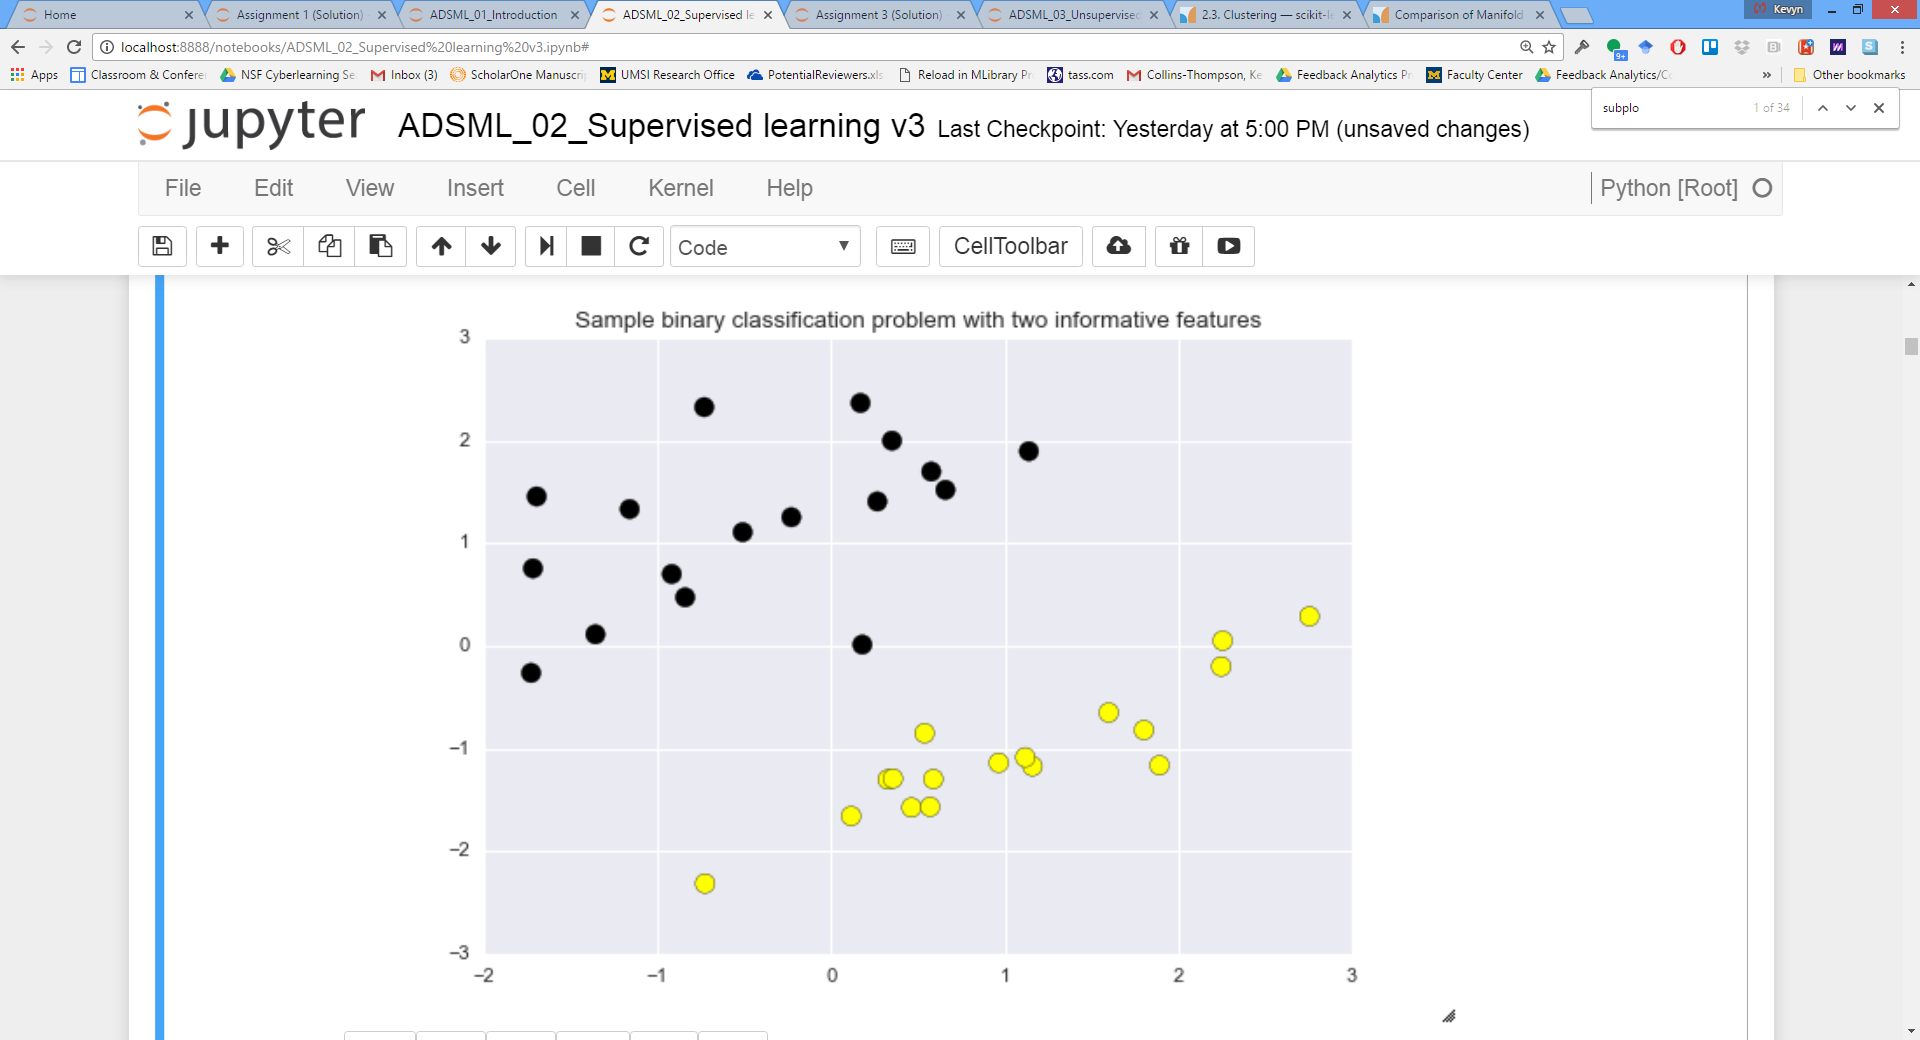 Home
Assignment 1 (Solution)
ADSML_01_Introduction
ADSML_02_Supervised le
Assignment 3 (Solution)
ADSML_03_Unsupervised
2.3. Clustering — scikit-le
Comparison of Manifold
Kevyn
localhost:8888/notebooks/ADSML_02_Supervised%20learning%20v3.ipynb#
9+
Apps
Classroom & Confere
NSF Cyberlearning Se
Inbox (3)
ScholarOne Manuscri
UMSI Research Office
PotentialReviewers.xls
Reload in MLibrary Pr
tass.com
Collins-Thompson, Ke
Feedback Analytics Pr
Faculty Center
Feedback Analytics/Co
»
Other bookmarks
subplo
1 of 34
jupyter
ADSML_02_Supervised learning v3
Last Checkpoint: Yesterday at 5:00 PM (unsaved changes)
File
Edit
View
Insert
Cell
Kernel
Help
Python [Root]
Code
CellToolbar
Sample binary classification problem with two informative features
3
2
1
0
−1
−2
−3
−2
−1
0
1
2
3